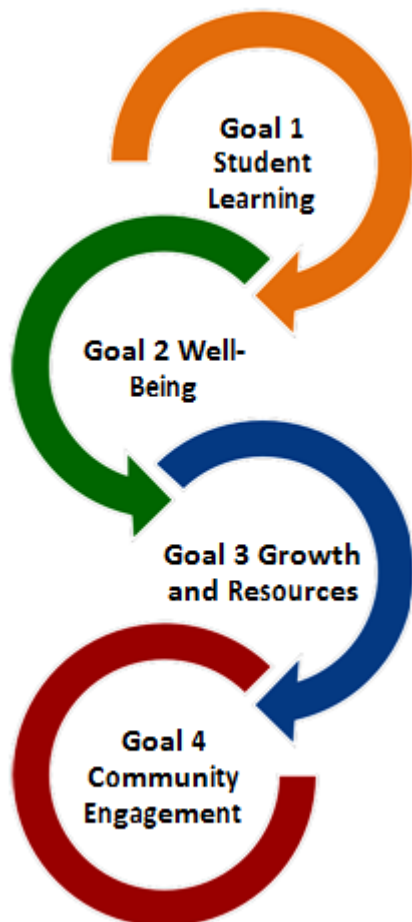 Goal 1
Student
Learning
Goal 2 Well-
Being
Goal 3 Growth
and Resources
Goal 4
Community
Engagement